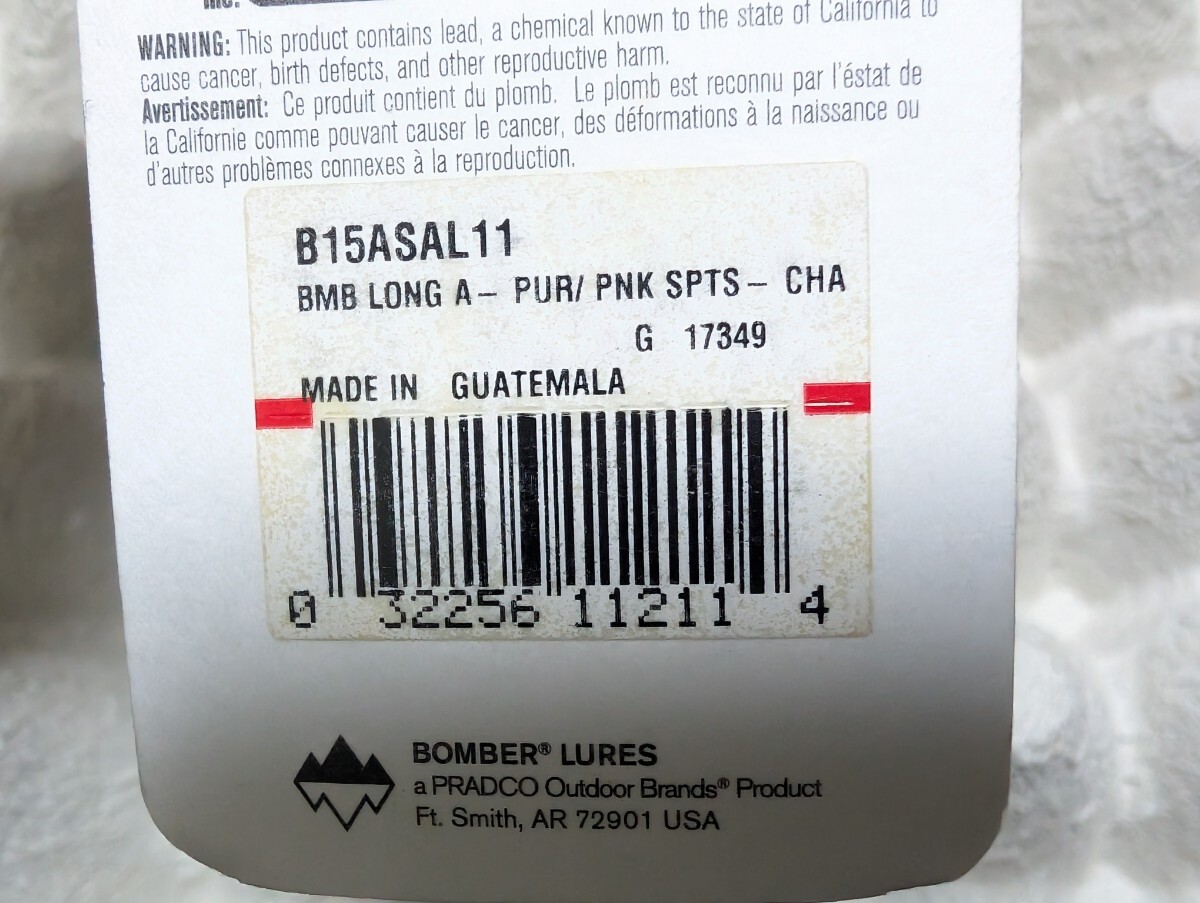 INC.
WARNING: This product contains lead, a chemical known to the state of California to
cause cancer, birth defects, and other reproductive harm.
Avertissement: Ce produit contient du plomb. Le plomb est reconnu par l'éstat de
la Californie comme pouvant causer le cancer, des déformations à la naissance ou
d'autres problèmes connexes à la reproduction.
B15ASAL11
BMB LONG A- PUR/ PNK SPTS- CHA
G 17349
MADE IN GUATEMALA
0 32256 11211 4
BOMBER® LURES
a PRADCO Outdoor Brands® Product
Ft. Smith, AR 72901 USA